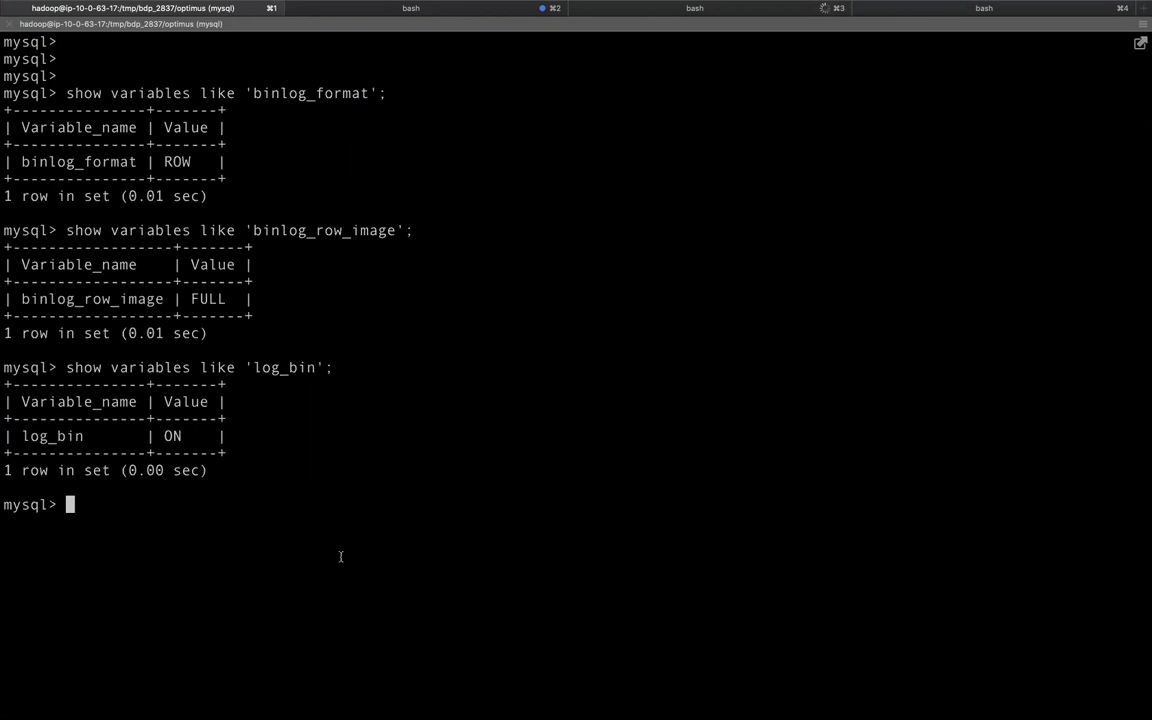 hadoop@ip-10-0-63-17:/tmp/bdp_2837/optimus (mysql) ⌘1 bash ⌘2 bash ⌘3 bash ⌘4
hadoop@ip-10-0-63-17:/tmp/bdp_2837/optimus (mysql)
mysql>
mysql>
mysql>
mysql> show variables like 'binlog_format';
+---------------+-------+
| Variable_name | Value |
+---------------+-------+
| binlog_format | ROW   |
+---------------+-------+
1 row in set (0.01 sec)
mysql> show variables like 'binlog_row_image';
+------------------+-------+
| Variable_name    | Value |
+------------------+-------+
| binlog_row_image | FULL  |
+------------------+-------+
1 row in set (0.01 sec)
mysql> show variables like 'log_bin';
+---------------+-------+
| Variable_name | Value |
+---------------+-------+
| log_bin       | ON    |
+---------------+-------+
1 row in set (0.00 sec)
mysql>